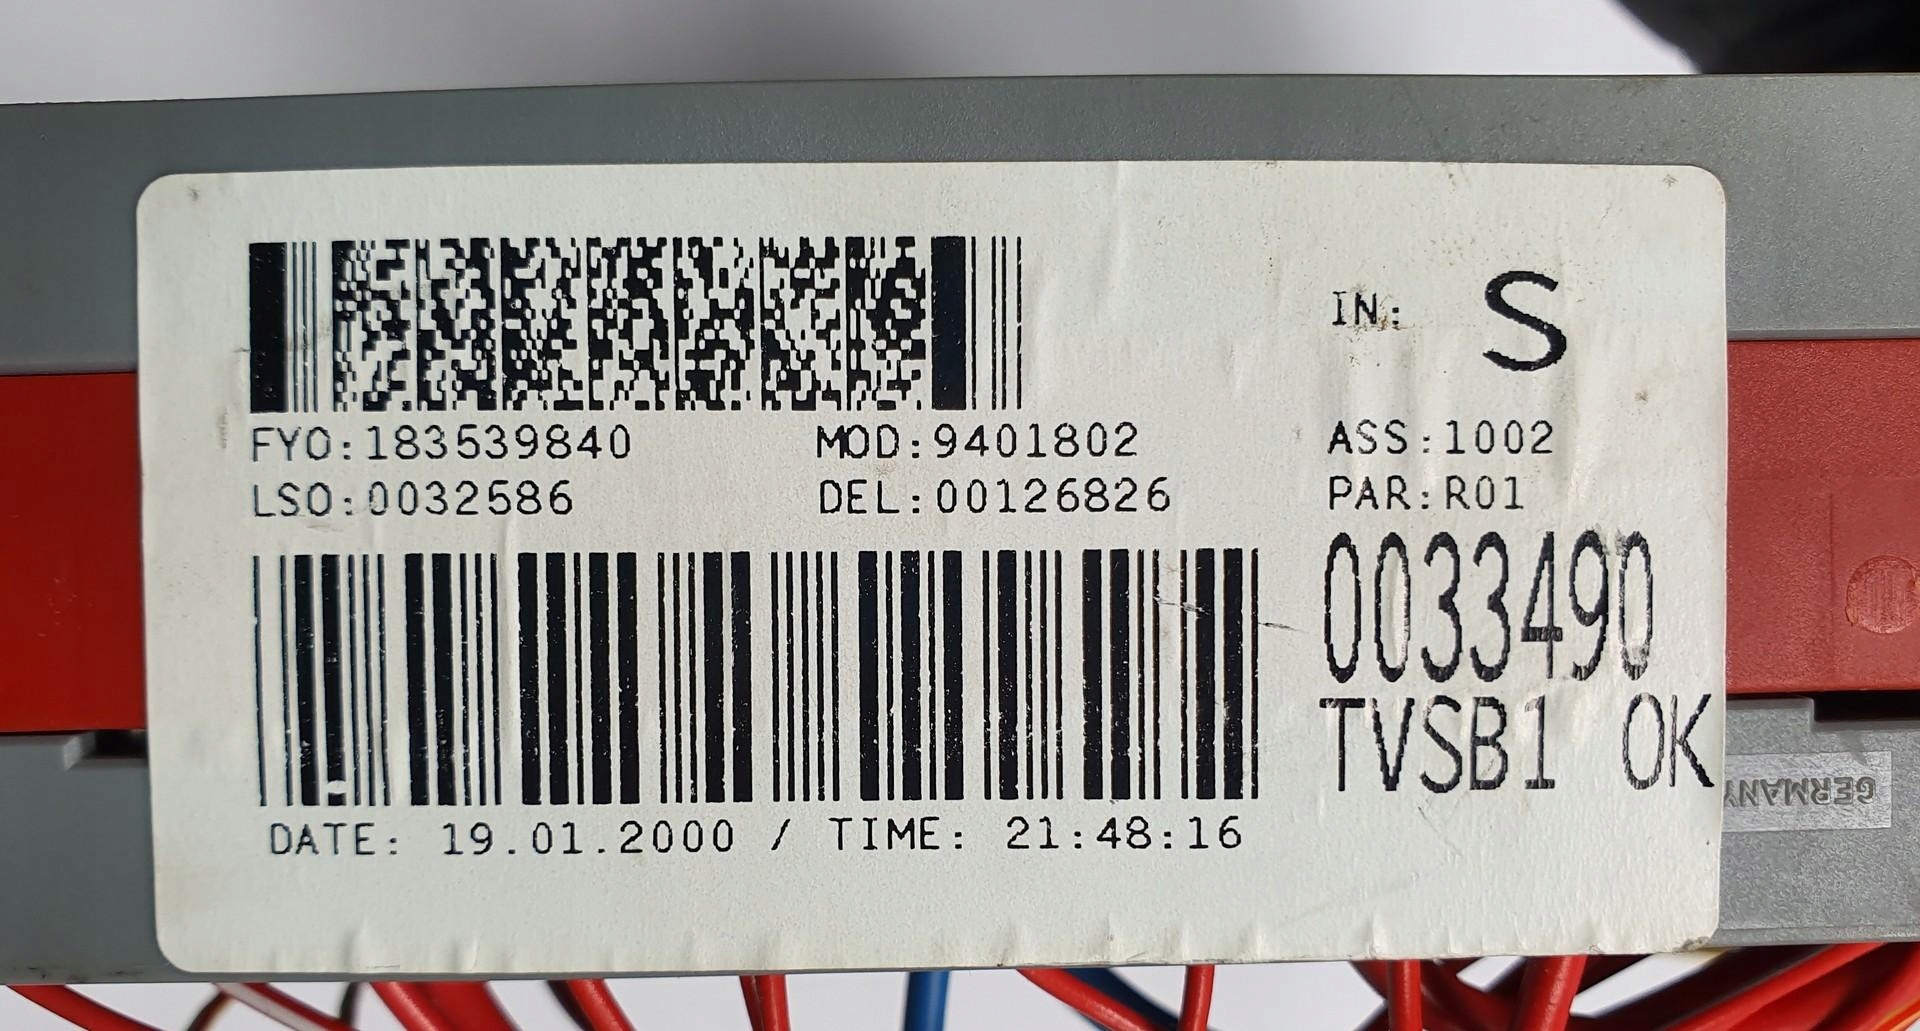 IN: S
FYO:183539840 MOD:9401802 ASS:1002
LSO:0032586 DEL:00126826 PAR:R01
0033490
TVSB1 OK
DATE: 19.01.2000 / TIME: 21:48:16
GERMANY